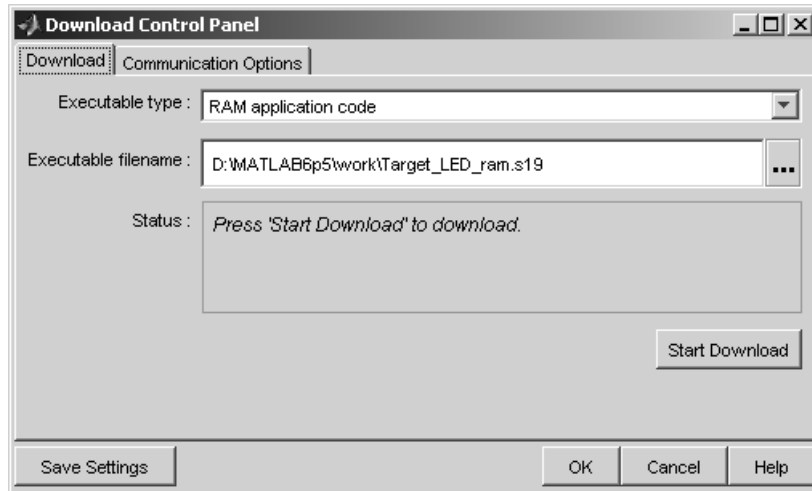 Download Control Panel
Download Communication Options
Executable type : RAM application code
Executable filename : D:\MATLAB6p5\work\Target_LED_ram.s19 ...
Status : Press 'Start Download' to download.
Start Download
Save Settings OK Cancel Help